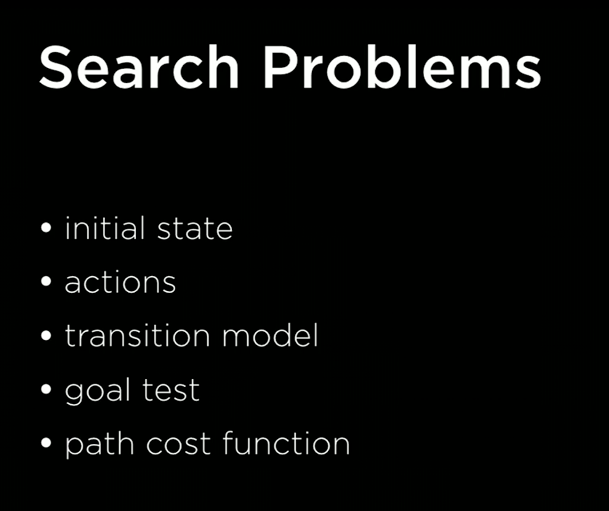 Search Problems
• initial state
• actions
• transition model
• goal test
• path cost function